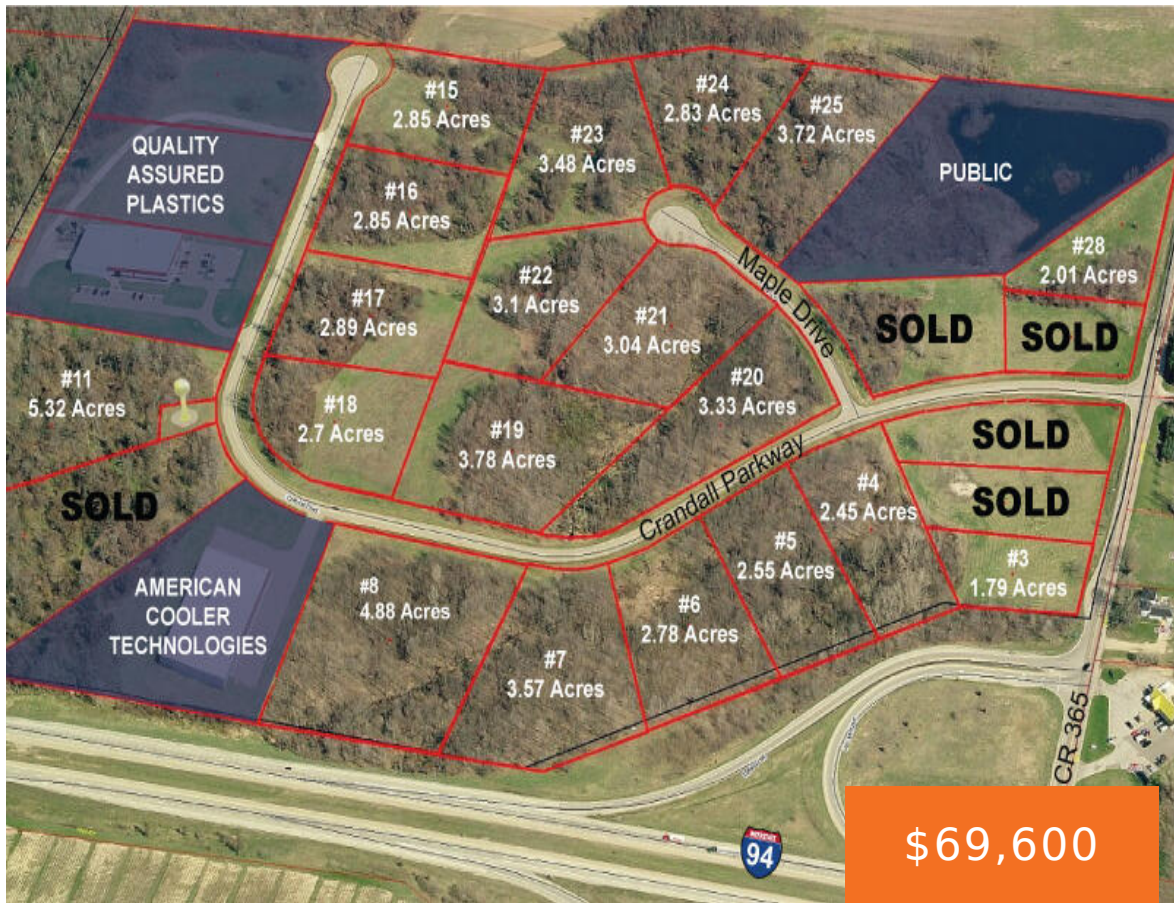 #24
2.83 Acres
#15
2.85 Acres
#25
3.72 Acres
#23
3.48 Acres
QUALITY
ASSURED
PLASTICS
PUBLIC
#16
2.85 Acres
#28
2.01 Acres
#22
3.1 Acres
Maple Drive
#17
2.89 Acres
#21
3.04 Acres
SOLD
SOLD
#11
5.32 Acres
#20
3.33 Acres
#18
2.7 Acres
#19
3.78 Acres
SOLD
Crandall Parkway
#4
2.45 Acres
SOLD
SOLD
#5
2.55 Acres
#3
1.79 Acres
AMERICAN
COOLER
TECHNOLOGIES
#8
4.88 Acres
#6
2.78 Acres
#7
3.57 Acres
CR 365
INTERSTATE
94
$69,600